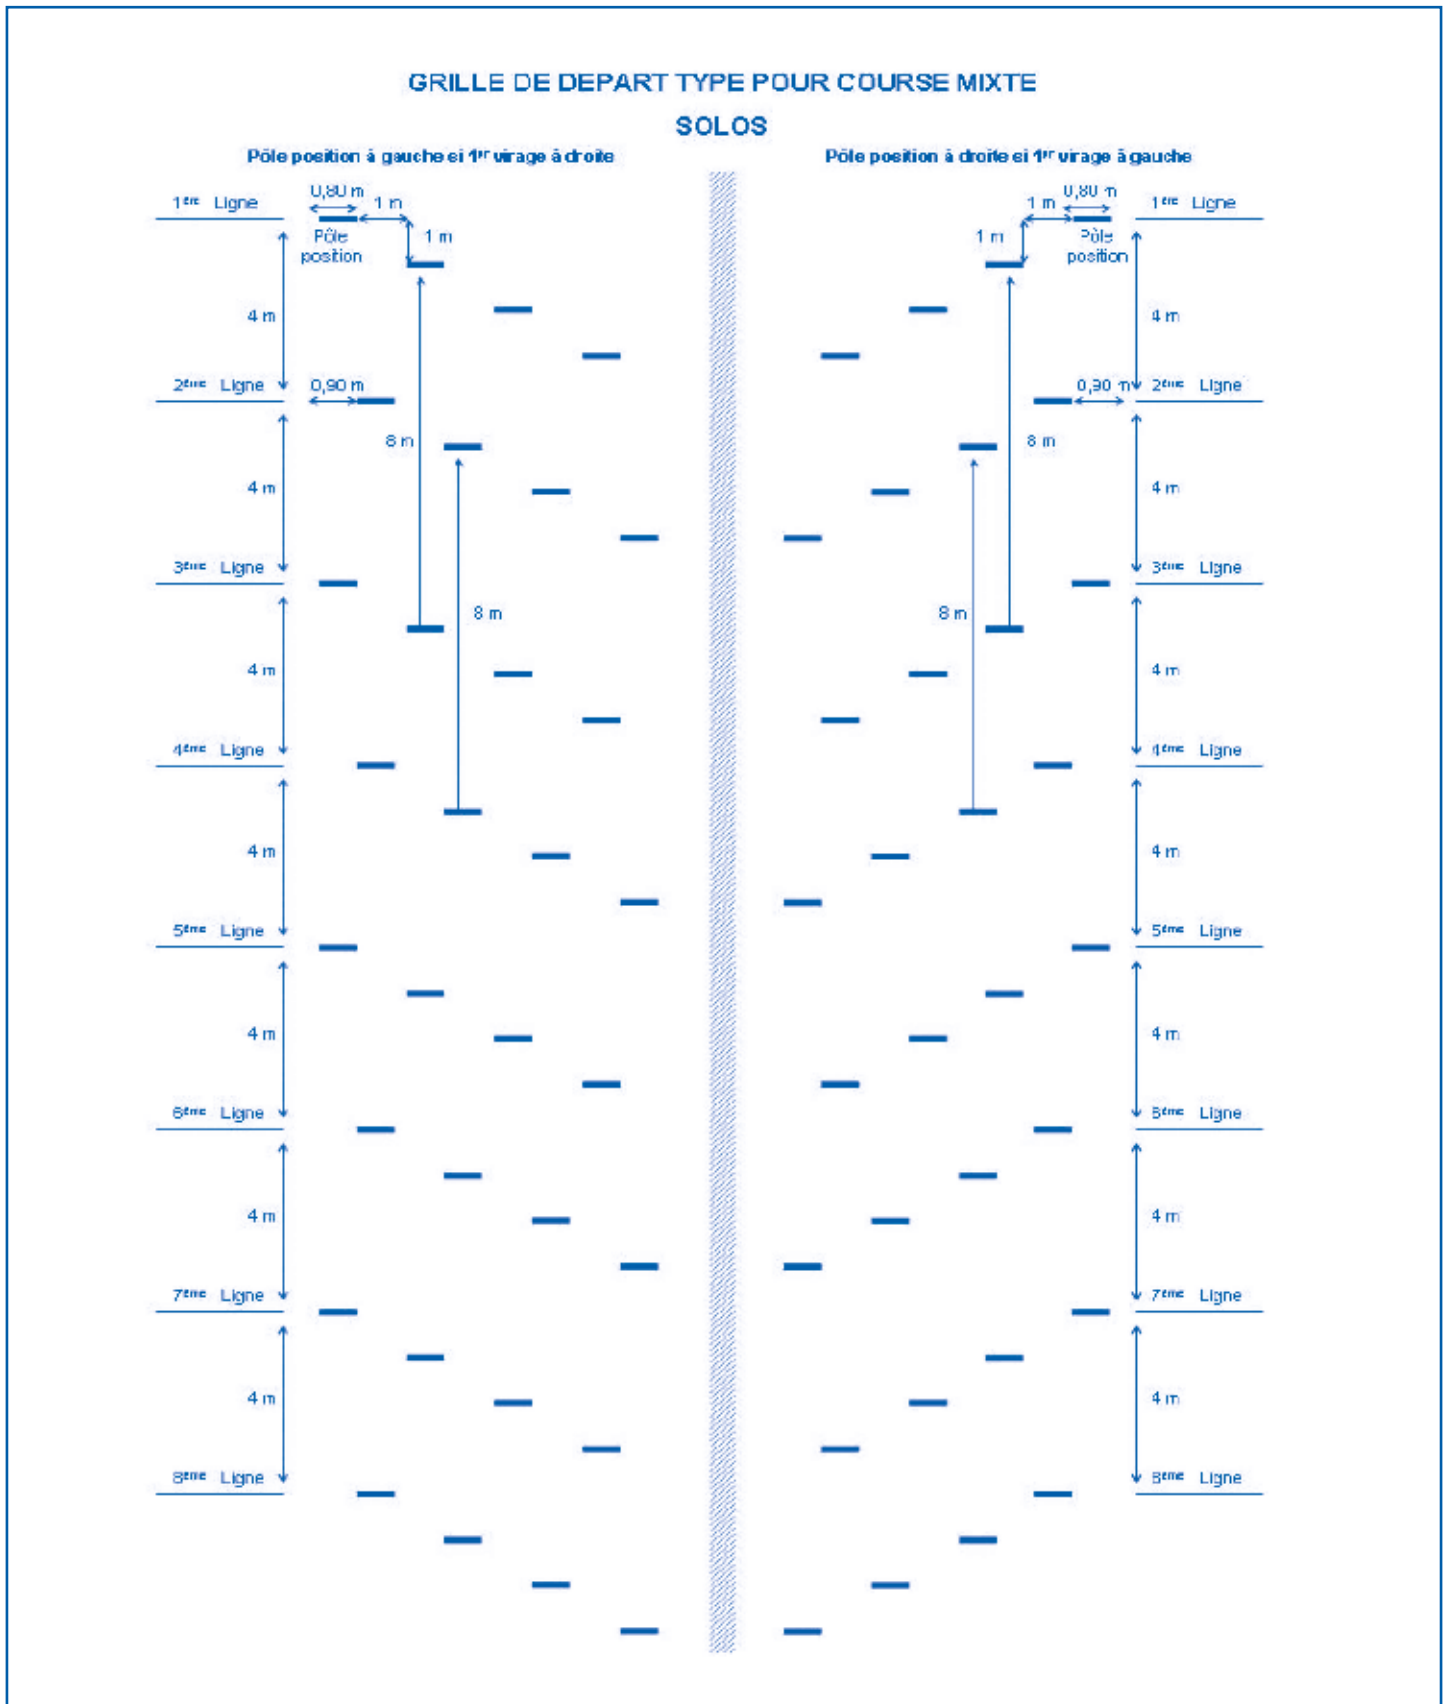 GRILLE DE DEPART TYPE POUR COURSE MIXTE
SOLOS
Pôle position à gauche si 1er virage à droite
Pôle position à droite si 1er virage à gauche
1ère Ligne
0,80 m
1 m
1 m
Pôle
position
4 m
2ème Ligne
0,90 m
8 m
4 m
3ème Ligne
8 m
4 m
4ème Ligne
4 m
5ème Ligne
4 m
6ème Ligne
4 m
7ème Ligne
4 m
8ème Ligne
1 m
0,80 m
1ère Ligne
1 m
Pôle
position
4 m
0,90 m
2ème Ligne
8 m
4 m
3ème Ligne
8 m
4 m
4ème Ligne
4 m
5ème Ligne
4 m
6ème Ligne
4 m
7ème Ligne
4 m
8ème Ligne